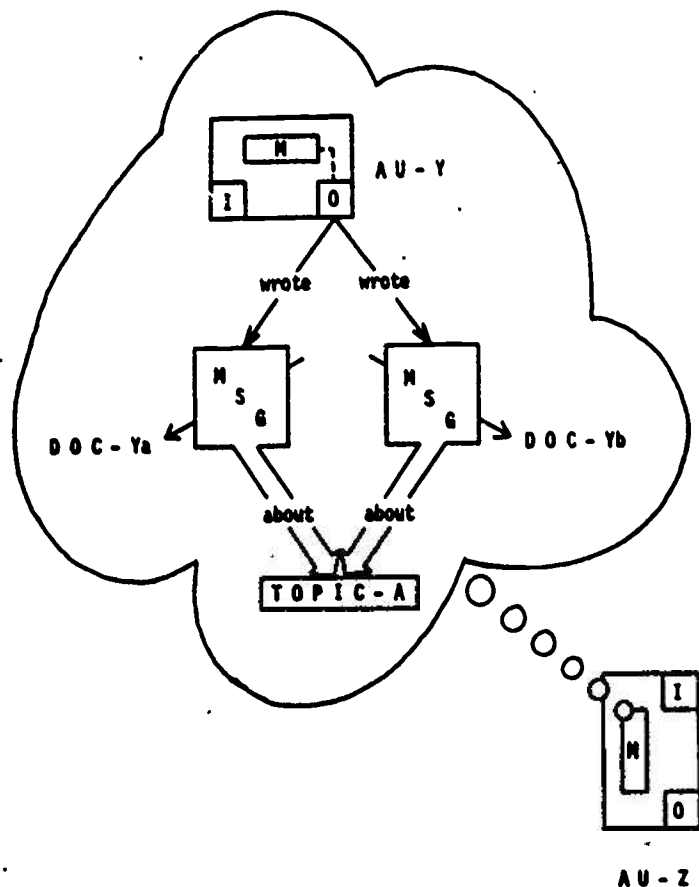 M
AU-Y
I O
wrote wrote
M M
S S
G G
DOC-Ya DOC-Yb
about about
TOPIC-A
I
M
O
AU-Z